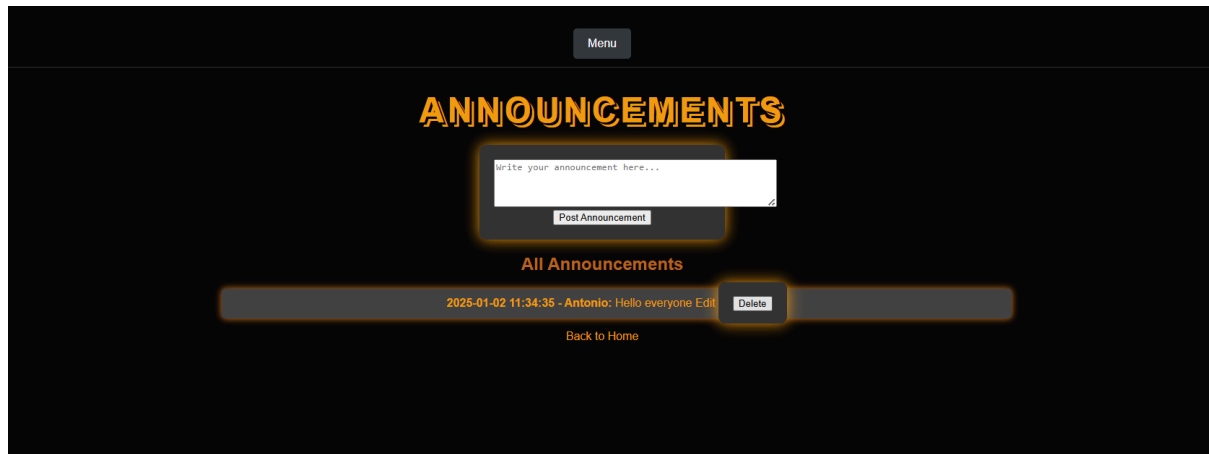 Menu
ANNOUNCEMENTS
Write your announcement here...
Post Announcement
All Announcements
2025-01-02 11:34:35 - Antonio: Hello everyone Edit Delete
Back to Home